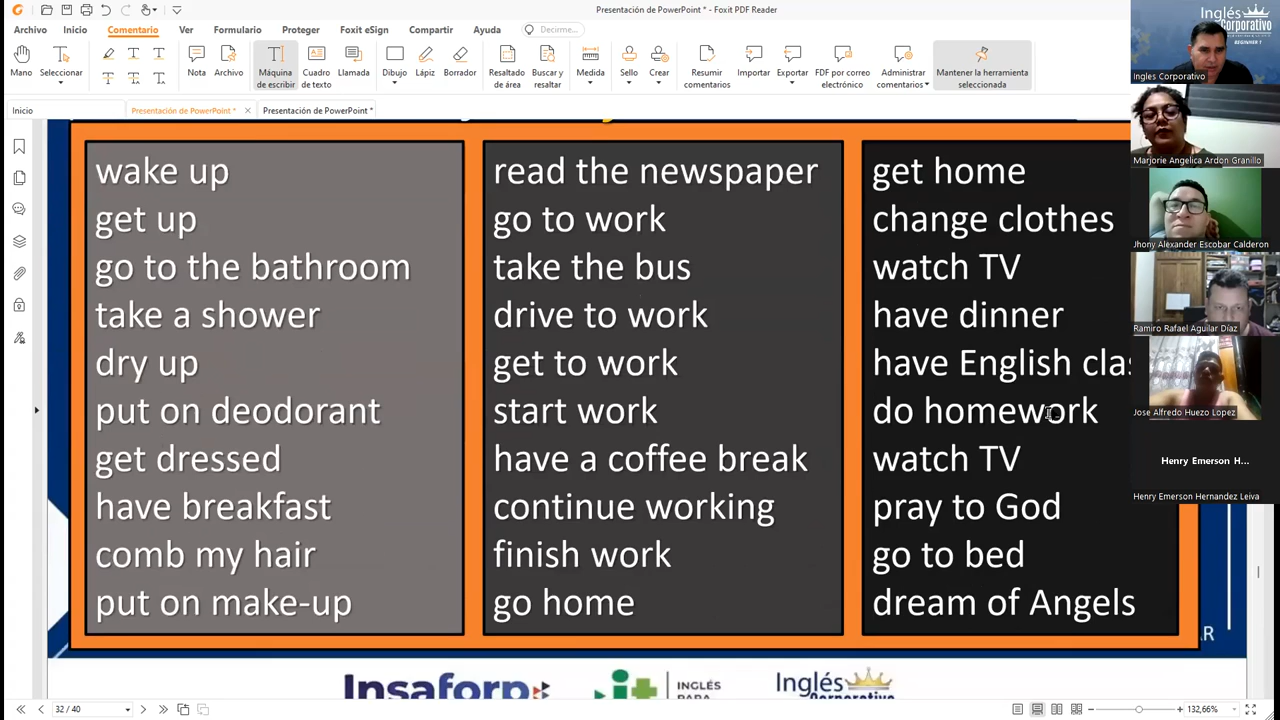 Presentación de PowerPoint * - Foxit PDF Reader
Archivo Inicio Comentario Ver Formulario Proteger Foxit eSign Compartir Ayuda Decirme...
Mano Seleccionar Nota Archivo Máquina de escribir Cuadro de texto Llamada Dibujo Lápiz Borrador Resaltado de área Buscar y resaltar Medida Sello Crear Resumir comentarios Importar Exportar FDF por correo electrónico Administrar comentarios Mantener la herramienta seleccionada
Inicio Presentación de PowerPoint * Presentación de PowerPoint *
wake up
get up
go to the bathroom
take a shower
dry up
put on deodorant
get dressed
have breakfast
comb my hair
put on make-up
read the newspaper
go to work
take the bus
drive to work
get to work
start work
have a coffee break
continue working
finish work
go home
get home
change clothes
watch TV
have dinner
have English clas
do homework
watch TV
pray to God
go to bed
dream of Angels
AR
Insaforp
INGLÉS
PARA
Inglés
Corporativo
Inglés
Corporativo
BEGINNER 1
Ingles Corporativo
Marjorie Angelica Ardon Granillo
Jhony Alexander Escobar Calderon
Ramiro Rafael Aguilar Díaz
Jose Alfredo Huezo Lopez
Henry Emerson H...
Henry Emerson Hernandez Leiva
32 / 40
132,66%